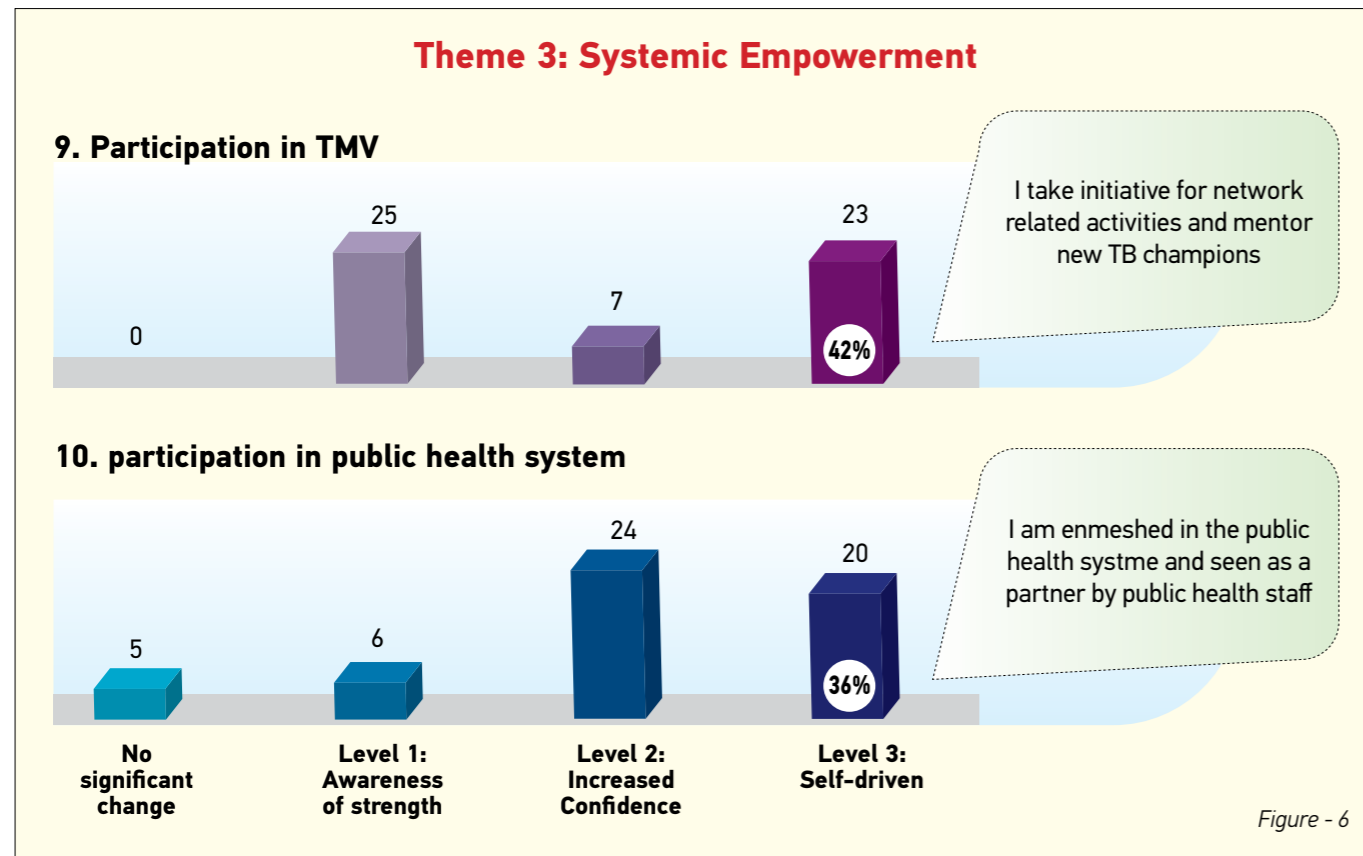 Theme 3: Systemic Empowerment
9. Participation in TMV
0
25
7
23
42%
I take initiative for network
related activities and mentor
new TB champions
10. participation in public health system
5
6
24
20
36%
I am enmeshed in the public
health systme and seen as a
partner by public health staff
No
significant
change
Level 1:
Awareness
of strength
Level 2:
Increased
Confidence
Level 3:
Self-driven
Figure - 6